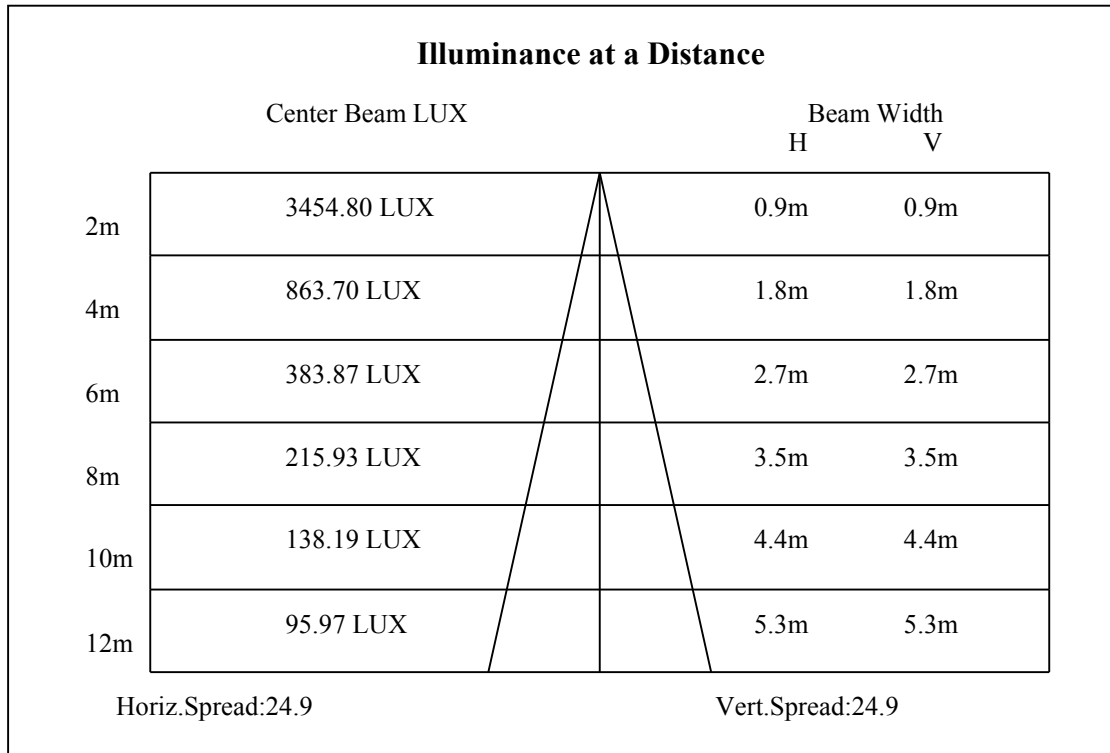 Illuminance at a Distance
Center Beam LUX Beam Width
H V
2m 3454.80 LUX 0.9m 0.9m
4m 863.70 LUX 1.8m 1.8m
6m 383.87 LUX 2.7m 2.7m
8m 215.93 LUX 3.5m 3.5m
10m 138.19 LUX 4.4m 4.4m
12m 95.97 LUX 5.3m 5.3m
Horiz.Spread:24.9 Vert.Spread:24.9